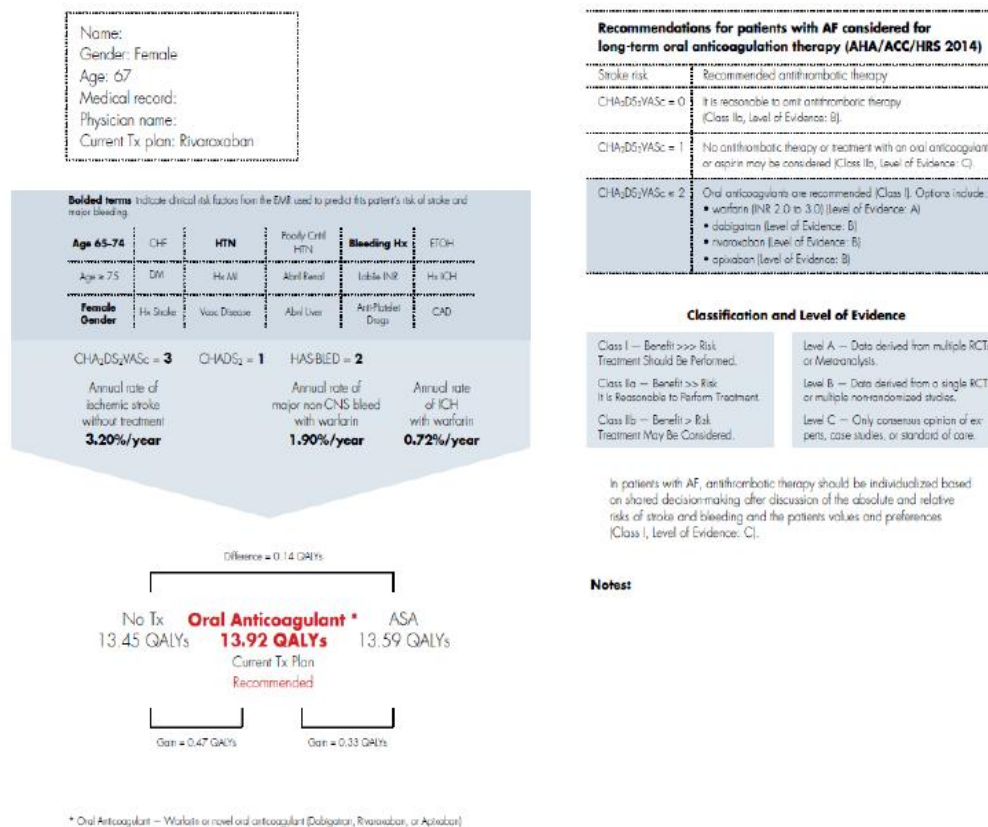 Name:
Gender: Female
Age: 67
Medical record:
Physician name:
Current Tx plan: Rivaroxaban
Bolded terms indicate clinical risk factors from the EMR used to predict this patient's risk of stroke and
major bleeding.
Age 65–74 CHF HTN Poorly Cntrl HTN Bleeding Hx ETOH
Age ≥ 75 DM Hx MI Abnl Renal Labile INR Hx ICH
Female Gender Hx Stroke Vasc Disease Abnl Liver Anti-Platelet Drugs CAD
CHA₂DS₂VASc = 3 CHADS₂ = 1 HAS-BLED = 2
Annual rate of
ischemic stroke
without treatment
3.20%/year
Annual rate of
major non-CNS bleed
with warfarin
1.90%/year
Annual rate
of ICH
with warfarin
0.72%/year
Difference = 0.14 QALYs
No Tx Oral Anticoagulant * ASA
13.45 QALYs 13.92 QALYs 13.59 QALYs
Current Tx Plan
Recommended
Gain = 0.47 QALYs Gain = 0.33 QALYs
* Oral Anticoagulant — Warfarin or novel oral anticoagulant (Dabigatran, Rivaroxaban, or Apixaban)
Recommendations for patients with AF considered for
long-term oral anticoagulation therapy (AHA/ACC/HRS 2014)
Stroke risk Recommended antithrombotic therapy
CHA₂DS₂VASc = 0 It is reasonable to omit antithrombotic therapy
(Class IIa, Level of Evidence: B).
CHA₂DS₂VASc = 1 No antithrombotic therapy or treatment with an oral anticoagulant
or aspirin may be considered (Class IIb, Level of Evidence: C).
CHA₂DS₂VASc 2 Oral anticoagulants are recommended (Class I). Options include:
• warfarin (INR 2.0 to 3.0) (Level of Evidence: A)
• dabigatran (Level of Evidence: B)
• rivaroxaban (Level of Evidence: B)
• apixaban (Level of Evidence: B)
Classification and Level of Evidence
Class I — Benefit >>> Risk
Treatment Should Be Performed.
Class IIa — Benefit >> Risk
It Is Reasonable to Perform Treatment.
Class IIb — Benefit > Risk
Treatment May Be Considered.
Level A — Data derived from multiple RCT
or Meta-analysis.
Level B — Data derived from a single RCT
or multiple non-randomized studies.
Level C — Only consensus opinion of ex-
perts, case studies, or standard of care.
In patients with AF, antithrombotic therapy should be individualized based
on shared decision-making after discussion of the absolute and relative
risks of stroke and bleeding and the patients values and preferences
(Class I, Level of Evidence: C).
Notes: